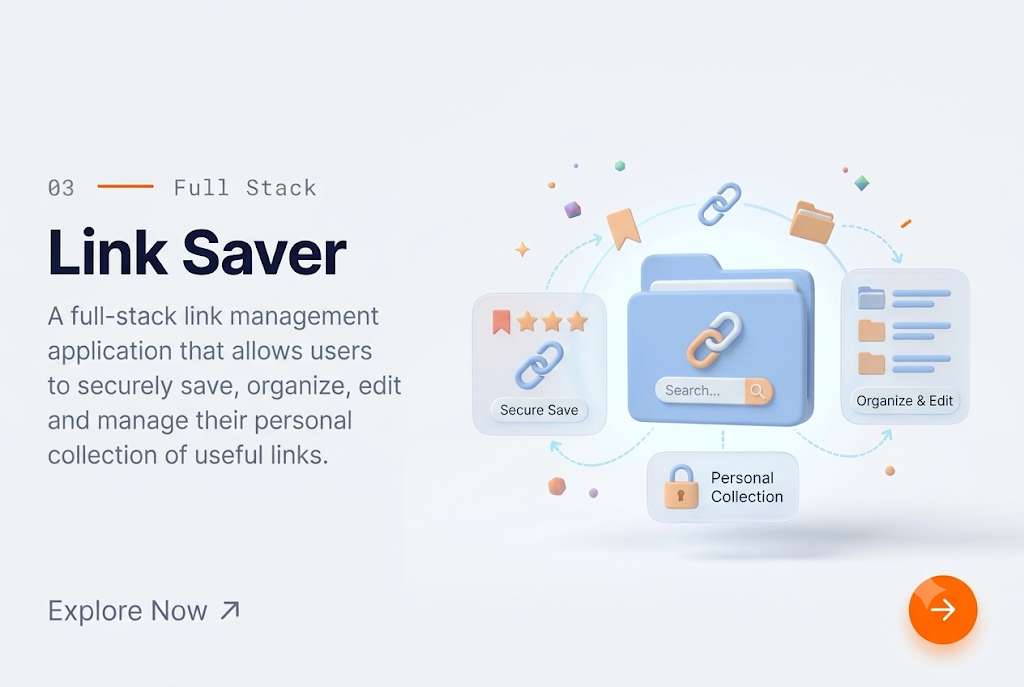 03 — Full Stack
Link Saver
A full-stack link management
application that allows users
to securely save, organize, edit
and manage their personal
collection of useful links.
Explore Now ↗
Secure Save
Search...
Organize & Edit
Personal
Collection